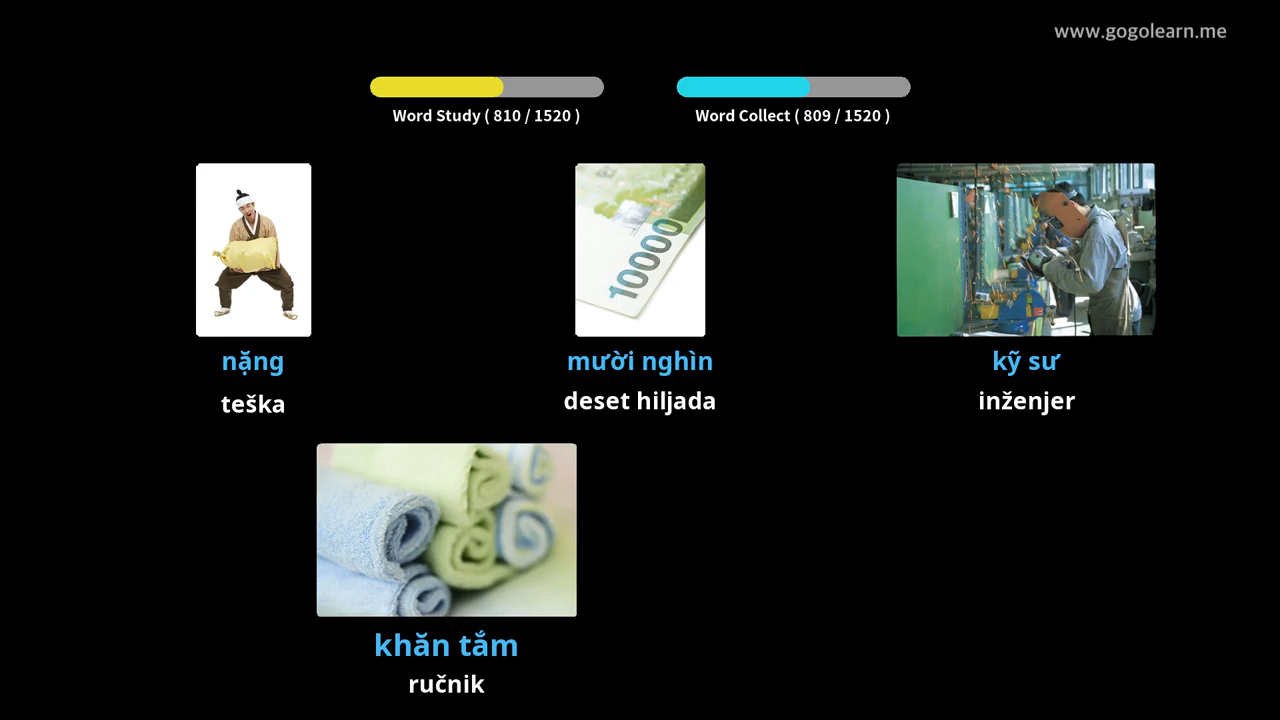 www.gogolearn.me
Word Study ( 810 / 1520 )
Word Collect ( 809 / 1520 )
10000
nặng
teška
mười nghìn
deset hiljada
kỹ sư
inženjer
khăn tắm
ručnik